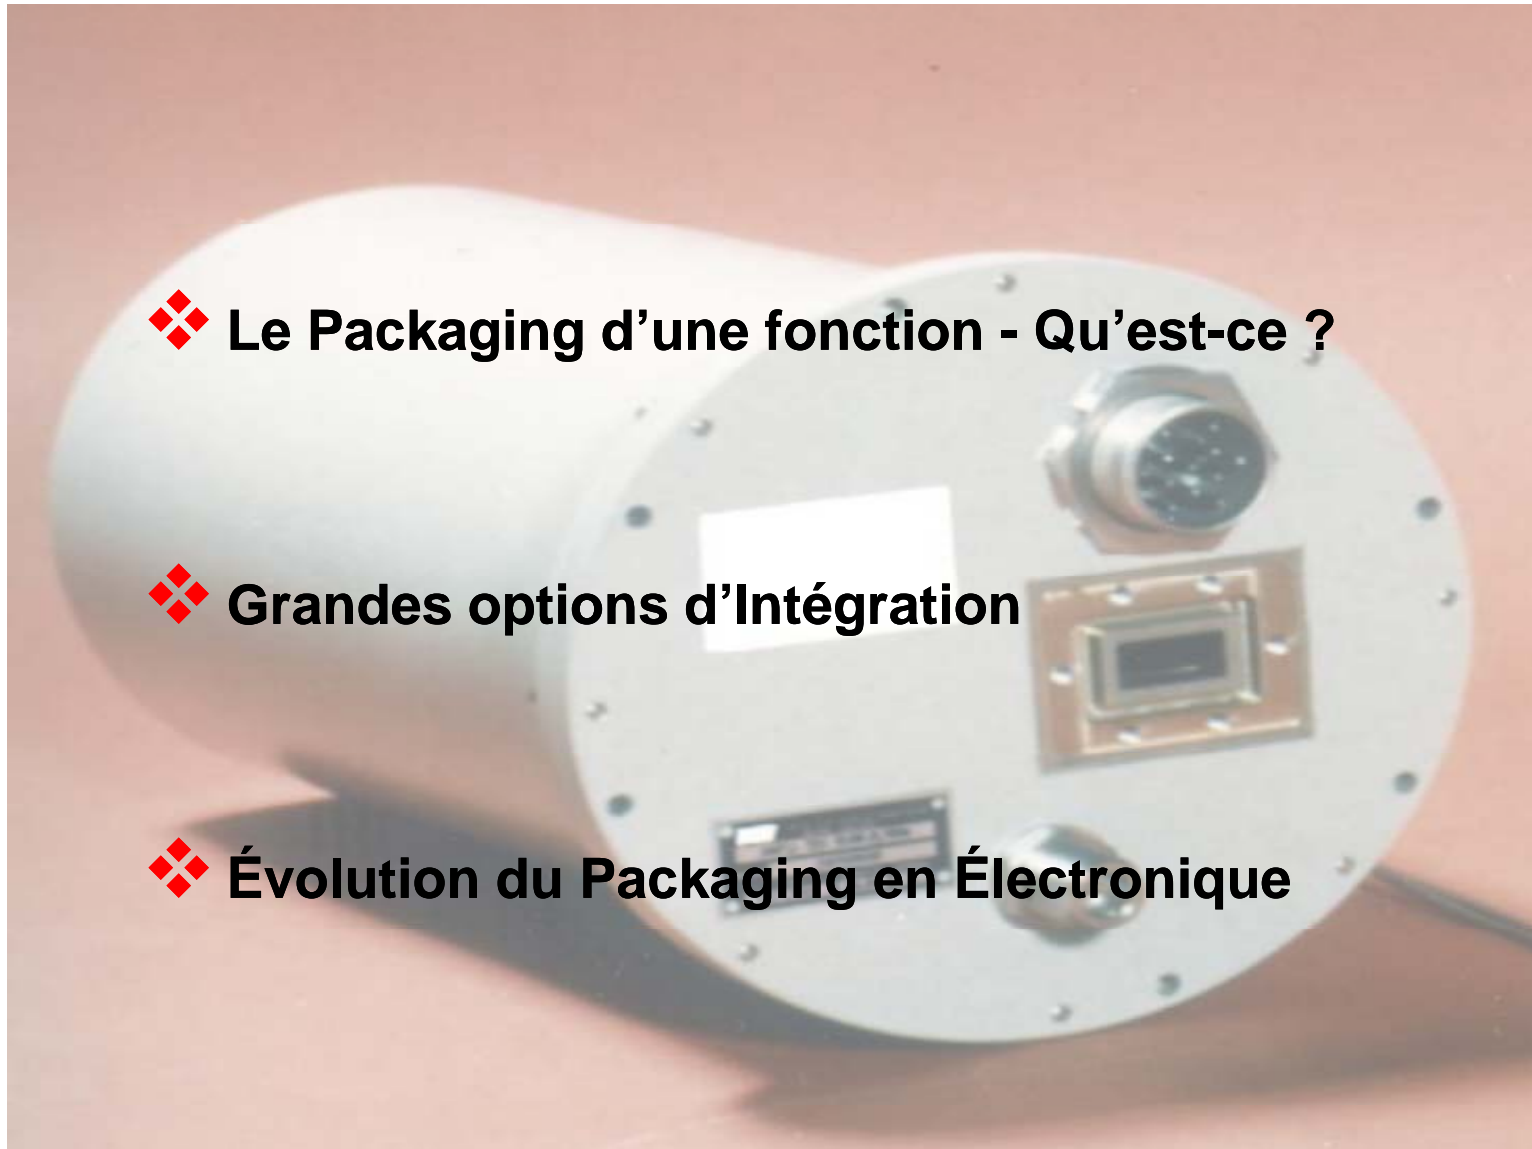 Le Packaging d’une fonction - Qu’est-ce ?
Grandes options d’Intégration
Évolution du Packaging en Électronique